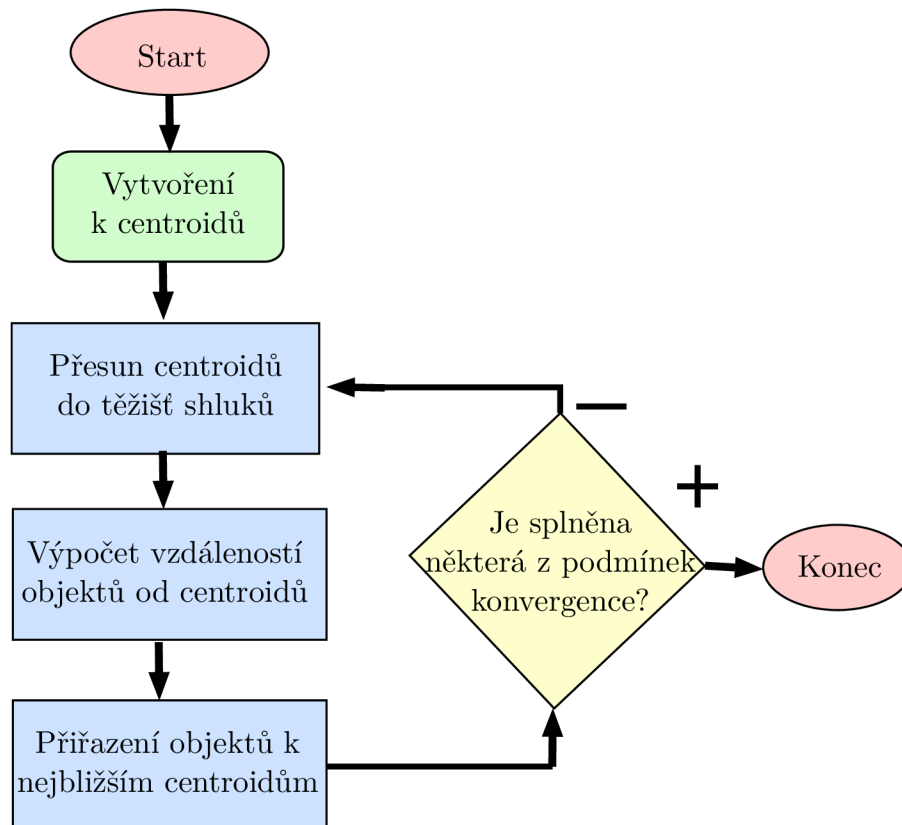 Start
Vytvoření
k centroidů
Přesun centroidů
do těžišť shluků
Výpočet vzdáleností
objektů od centroidů
Přiřazení objektů k
nejbližším centroidům
−
+
Je splněna
některá z podmínek
konvergence?
Konec